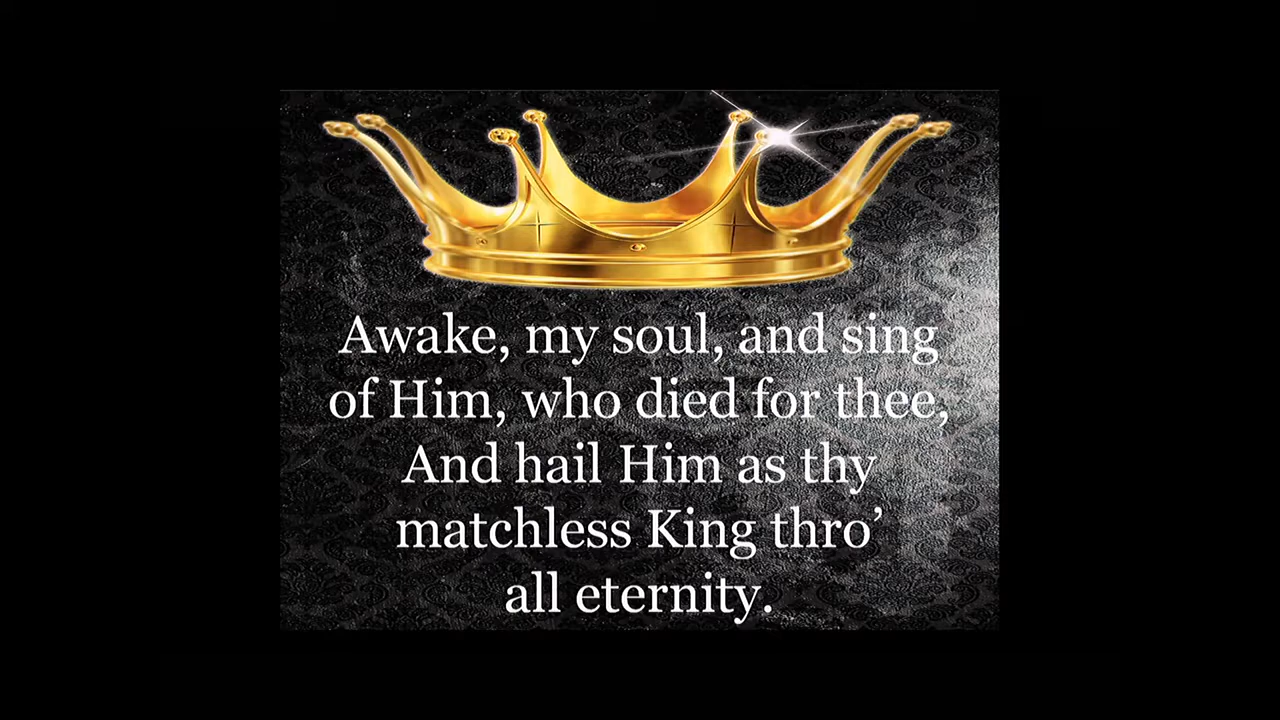 Awake, my soul, and sing
of Him, who died for thee,
And hail Him as thy
matchless King thro’
all eternity.